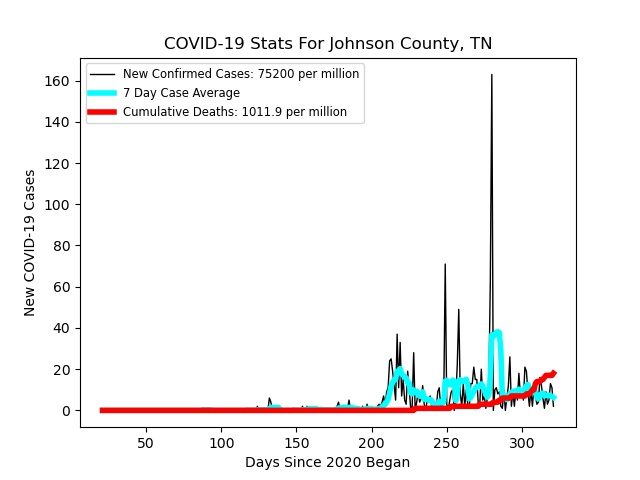 COVID-19 Stats For Johnson County, TN
New Confirmed Cases: 75200 per million
7 Day Case Average
Cumulative Deaths: 1011.9 per million
New COVID-19 Cases
160
140
120
100
80
60
40
20
0
50 100 150 200 250 300
Days Since 2020 Began